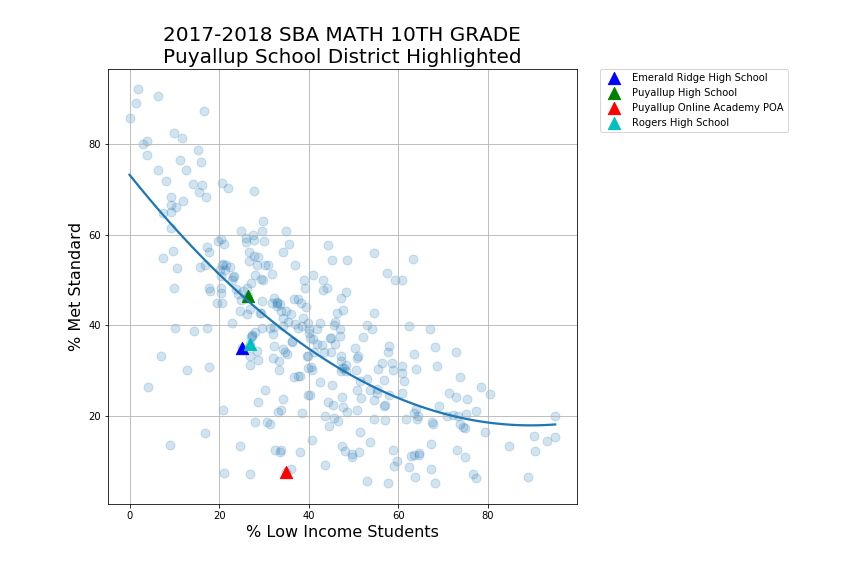 2017-2018 SBA MATH 10TH GRADE
Puyallup School District Highlighted
Emerald Ridge High School
Puyallup High School
Puyallup Online Academy POA
Rogers High School
% Met Standard
80
60
40
20
0
20
40
60
80
% Low Income Students